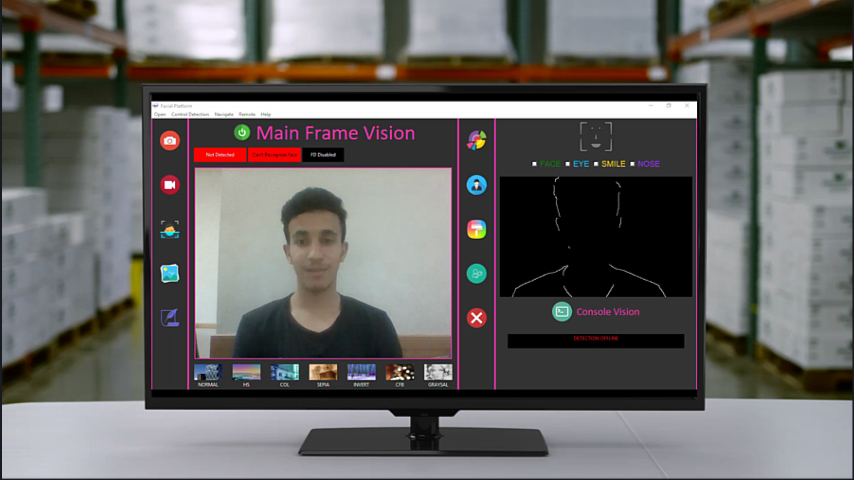 Facial Platform
Open Control Detection Navigate Remote Help
Main Frame Vision
Not Detected
Can't Recognize Face
FD Disabled
FACE EYE SMILE NOSE
Console Vision
DETECTION OFFLINE
NORMAL HS COL SEPIA INVERT CFB GRAYSAL